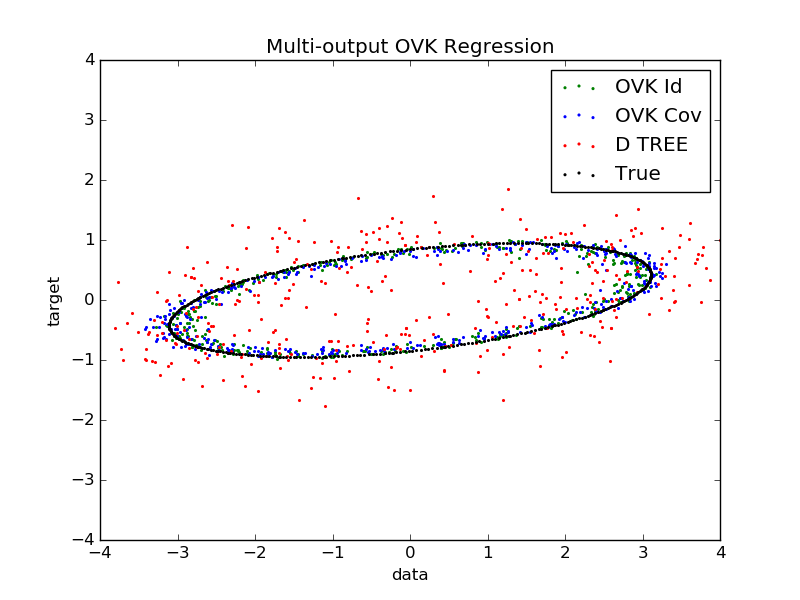 Multi-output OVK Regression
OVK Id
OVK Cov
D TREE
True
target
4
3
2
1
0
−1
−2
−3
−4
−4
−3
−2
−1
0
1
2
3
4
data